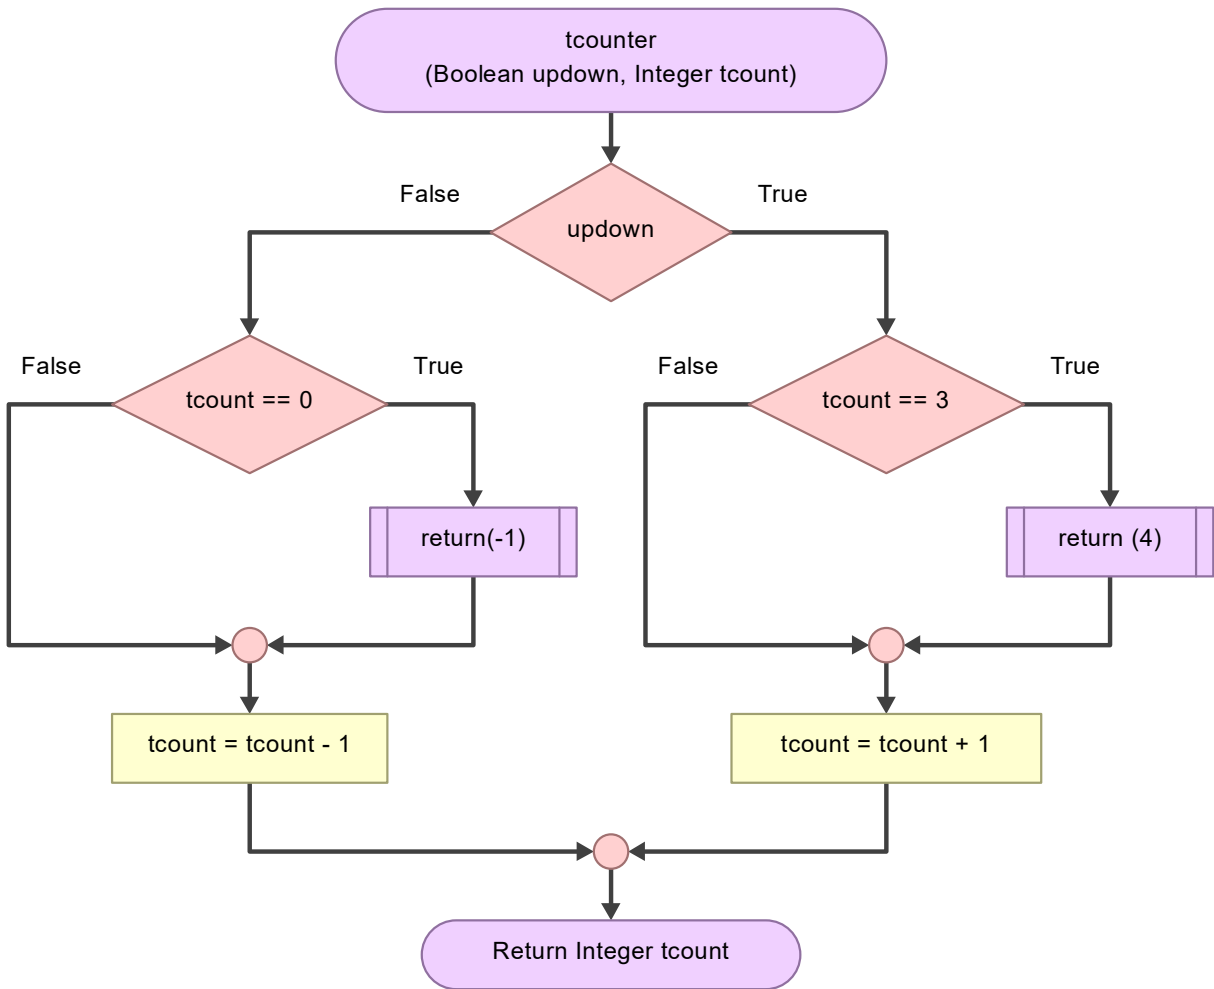 tcounter
(Boolean updown, Integer tcount)
False
True
updown
False
True
False
True
tcount == 0
tcount == 3
return(-1)
return (4)
tcount = tcount - 1
tcount = tcount + 1
Return Integer tcount